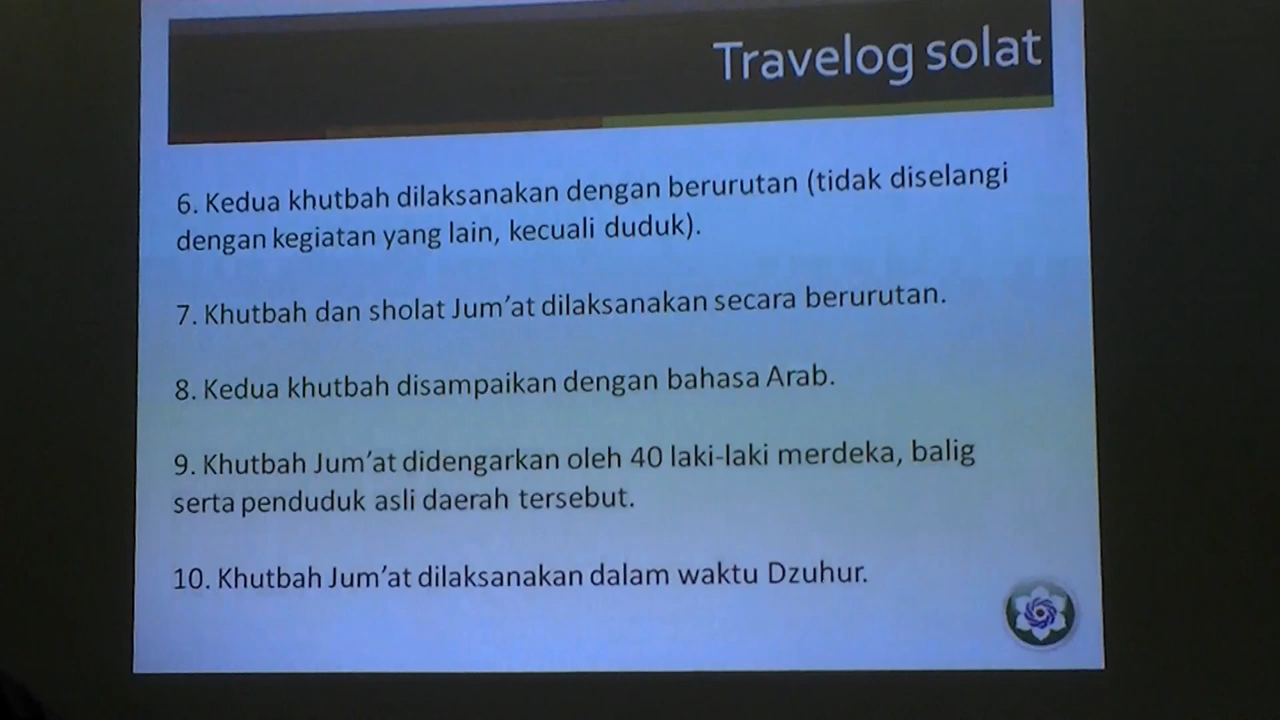 Travelog solat
6. Kedua khutbah dilaksanakan dengan berurutan (tidak diselangi
dengan kegiatan yang lain, kecuali duduk).
7. Khutbah dan sholat Jum’at dilaksanakan secara berurutan.
8. Kedua khutbah disampaikan dengan bahasa Arab.
9. Khutbah Jum’at didengarkan oleh 40 laki-laki merdeka, balig
serta penduduk asli daerah tersebut.
10. Khutbah Jum’at dilaksanakan dalam waktu Dzuhur.